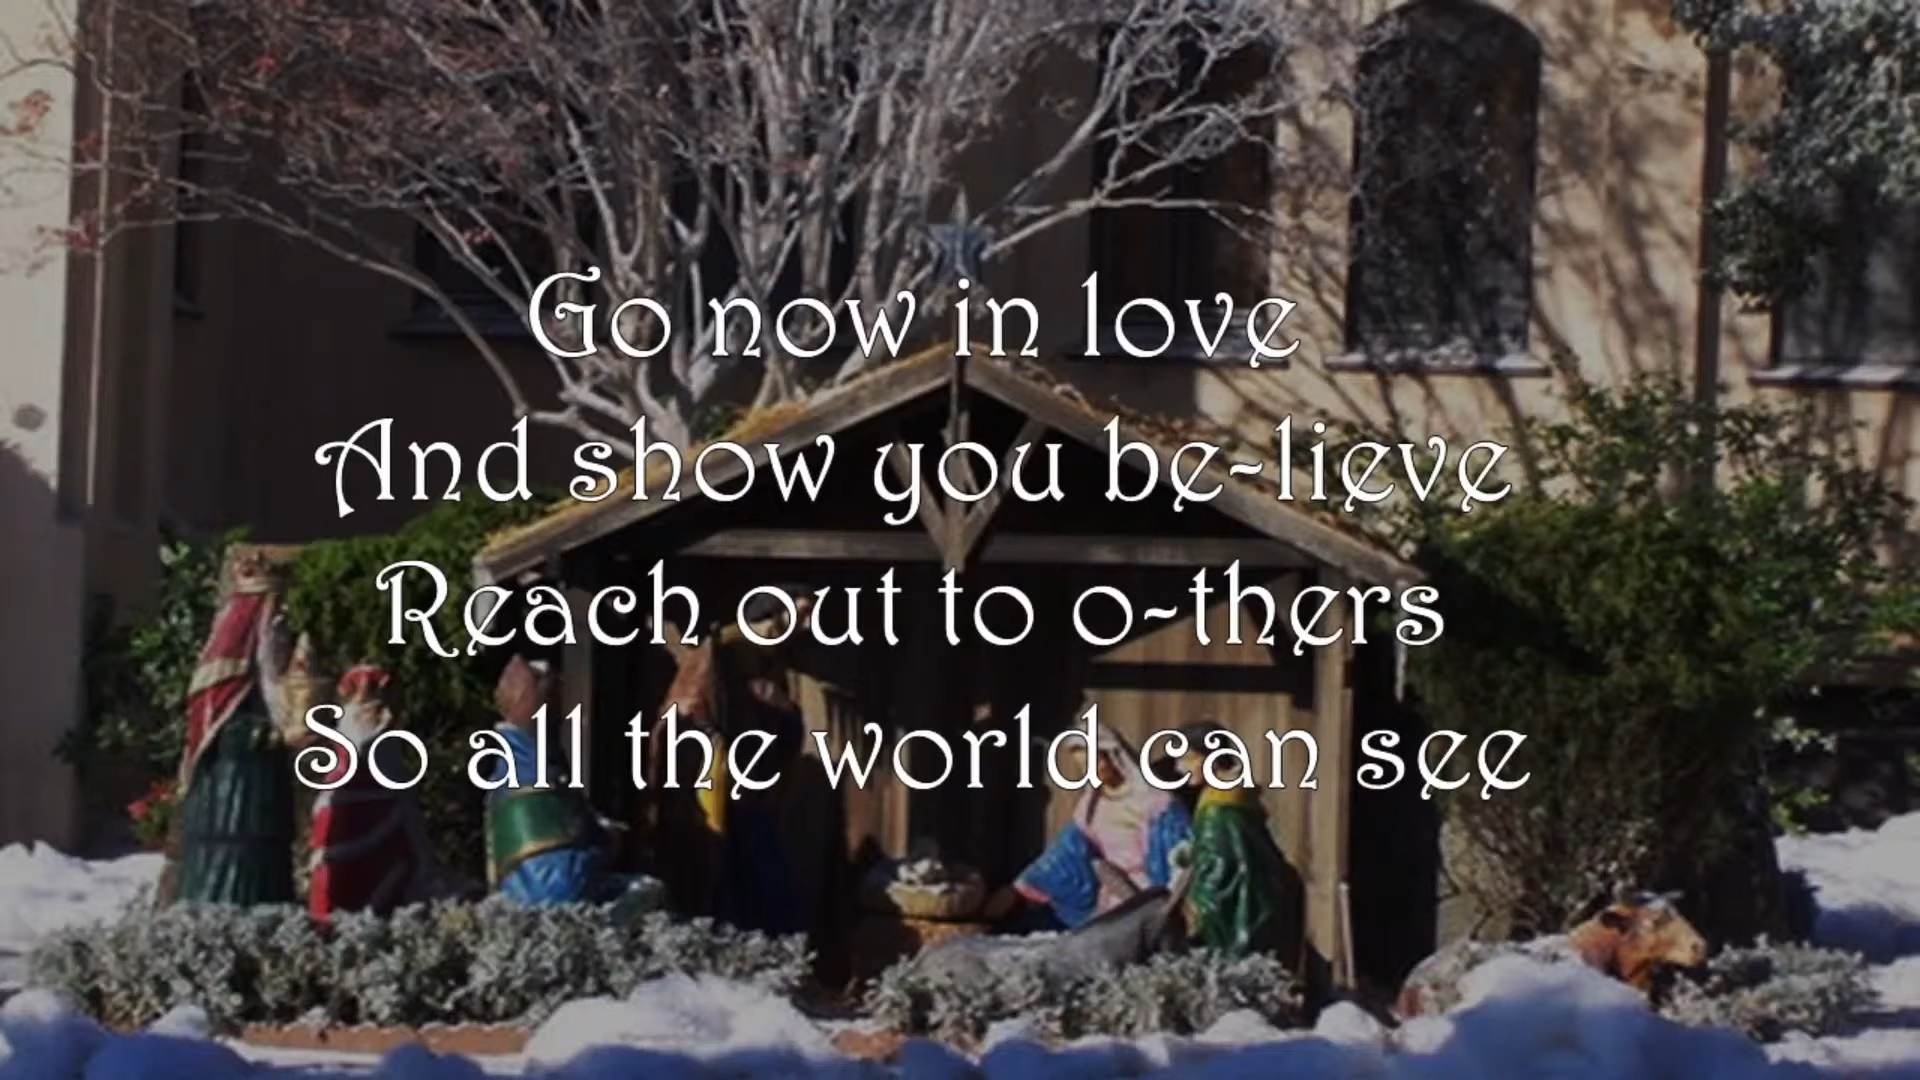 Go now in love
And show you be-lieve
Reach out to o-thers
So all the world can see